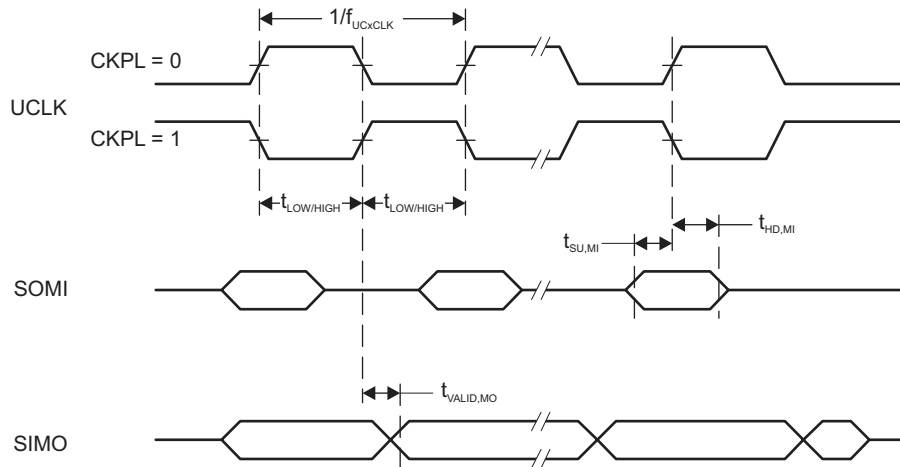 1/fUCxCLK
CKPL = 0
UCLK
CKPL = 1
tLOW/HIGH tLOW/HIGH
tSU,MI tHD,MI
SOMI
tVALID,MO
SIMO